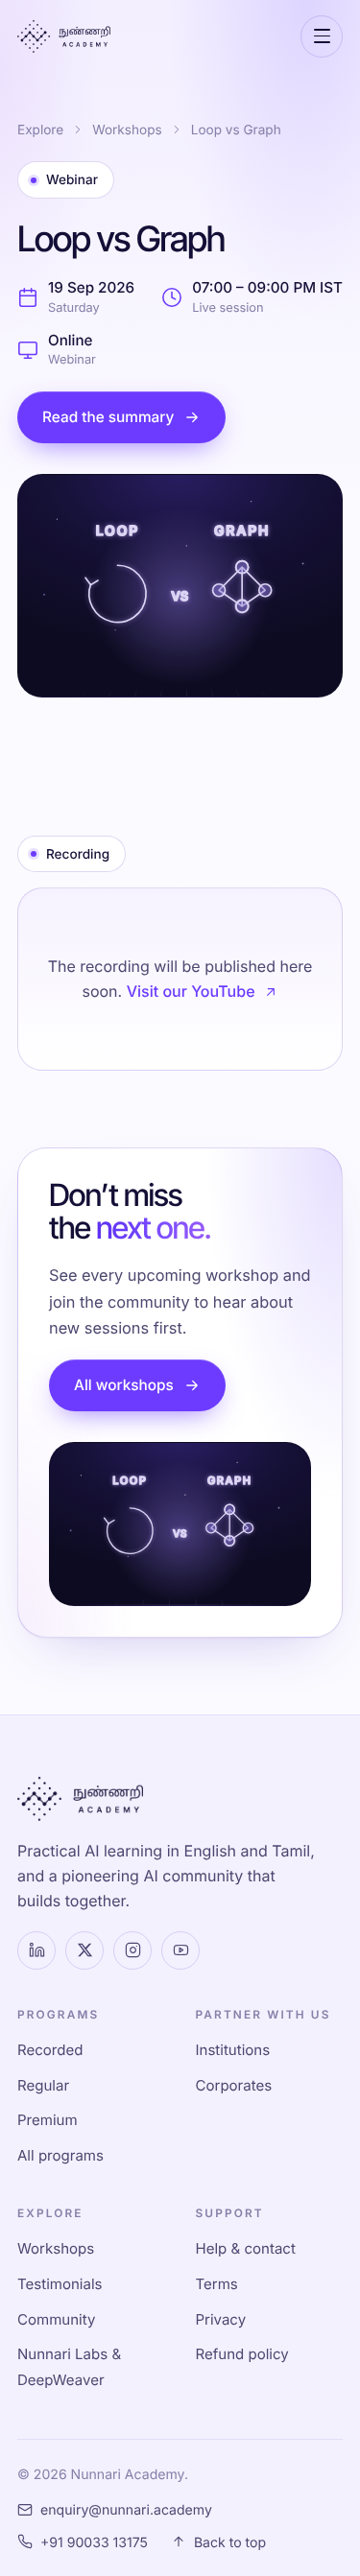 நுண்ணறி
ACADEMY
Explore > Workshops > Loop vs Graph
Webinar
Loop vs Graph
19 Sep 2026
Saturday
07:00 – 09:00 PM IST
Live session
Online
Webinar
Read the summary →
LOOP
GRAPH
VS
Recording
The recording will be published here
soon. Visit our YouTube ↗
Don’t miss
the next one.
See every upcoming workshop and
join the community to hear about
new sessions first.
All workshops →
LOOP
GRAPH
VS
நுண்ணறி
ACADEMY
Practical AI learning in English and Tamil,
and a pioneering AI community that
builds together.
PROGRAMS
Recorded
Regular
Premium
All programs
PARTNER WITH US
Institutions
Corporates
EXPLORE
Workshops
Testimonials
Community
Nunnari Labs &
DeepWeaver
SUPPORT
Help & contact
Terms
Privacy
Refund policy
© 2026 Nunnari Academy.
enquiry@nunnari.academy
+91 90033 13175
↑ Back to top